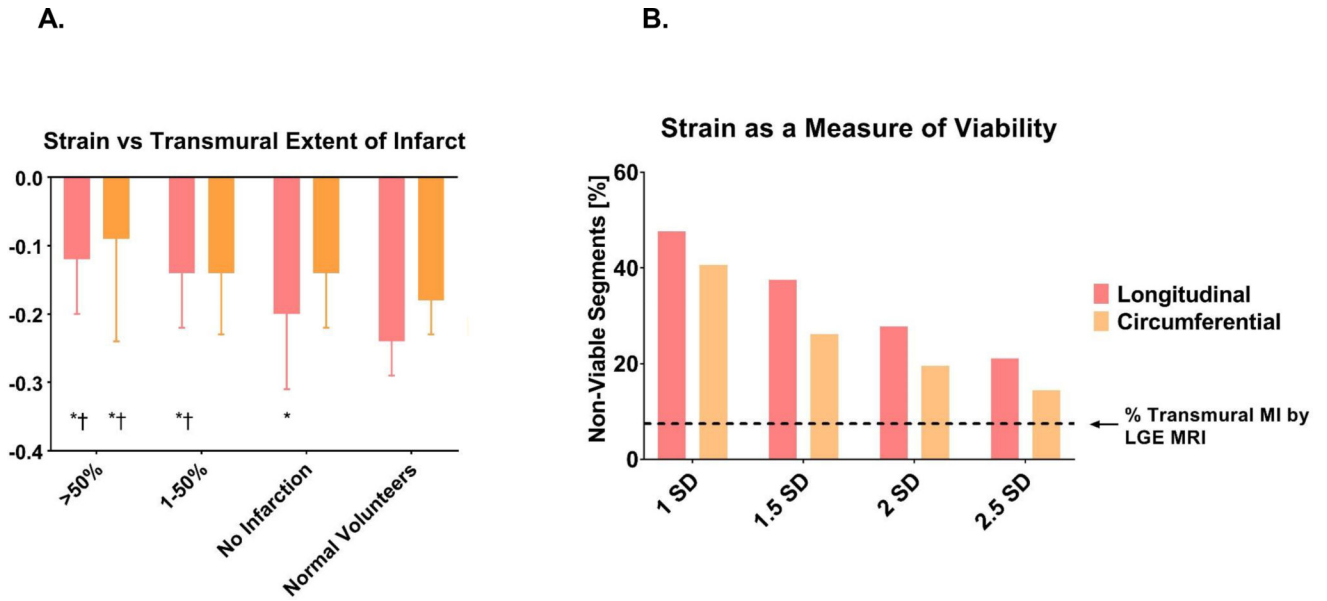 A.
Strain vs Transmural Extent of Infarct
0.0
-0.1
-0.2
-0.3
-0.4
*† *† *† *
>50%
1-50%
No Infarction
Normal Volunteers
B.
Strain as a Measure of Viability
Non-Viable Segments [%]
60
40
20
0
1 SD
1.5 SD
2 SD
2.5 SD
Longitudinal
Circumferential
% Transmural MI by
LGE MRI